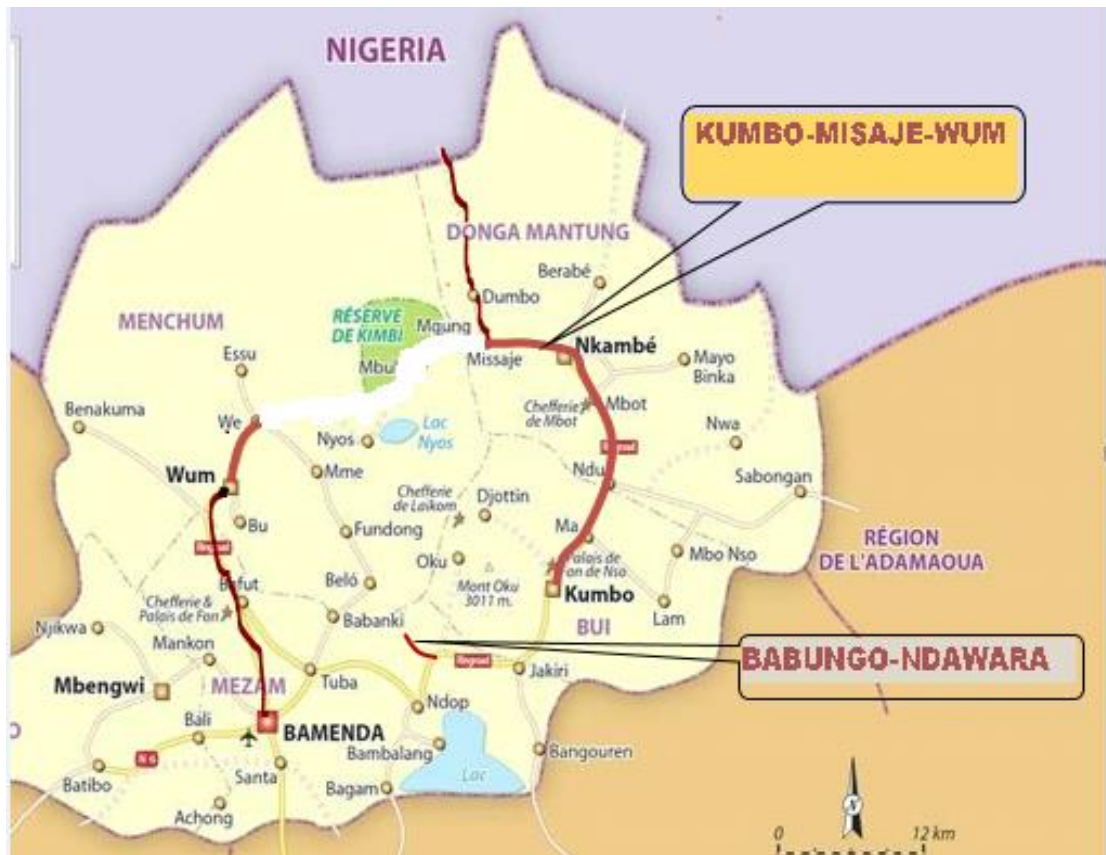 NIGERIA
KUMBO-MISAJE-WUM
DONGA MANTUNG
Berabé
Dumbo
MENCHUM
RÉSERVE
DE KIMBI
Mgung
Missaje
Nkambé
Essu
Mbu
Mayo
Binka
Benakuma
We
Chefferie
de Mbot
Mbot
Nyos
Lac
Nyos
Nwa
Wum
Mme
Ndu
Sabongan
Chefferie
de Laikom
Djottin
Bu
Fundong
Ma
Mbo Nso
RÉGION
DE L'ADAMAOUA
Oku
Palais de
on de Nso
Bafut
Beló
Mont Oku
3011 m.
Kumbo
Lam
Chefferie &
Palais de Fon
Babanki
BUI
Njikwa
Mankon
BABUNGO-NDAWARA
Jakiri
Mbengwi
MEZAM
Tuba
Ndop
Bali
BAMENDA
Bambalang
Bangouren
O
N 6
Batibo
Santa
Lac
Bagam
Achong
N
0 12 km